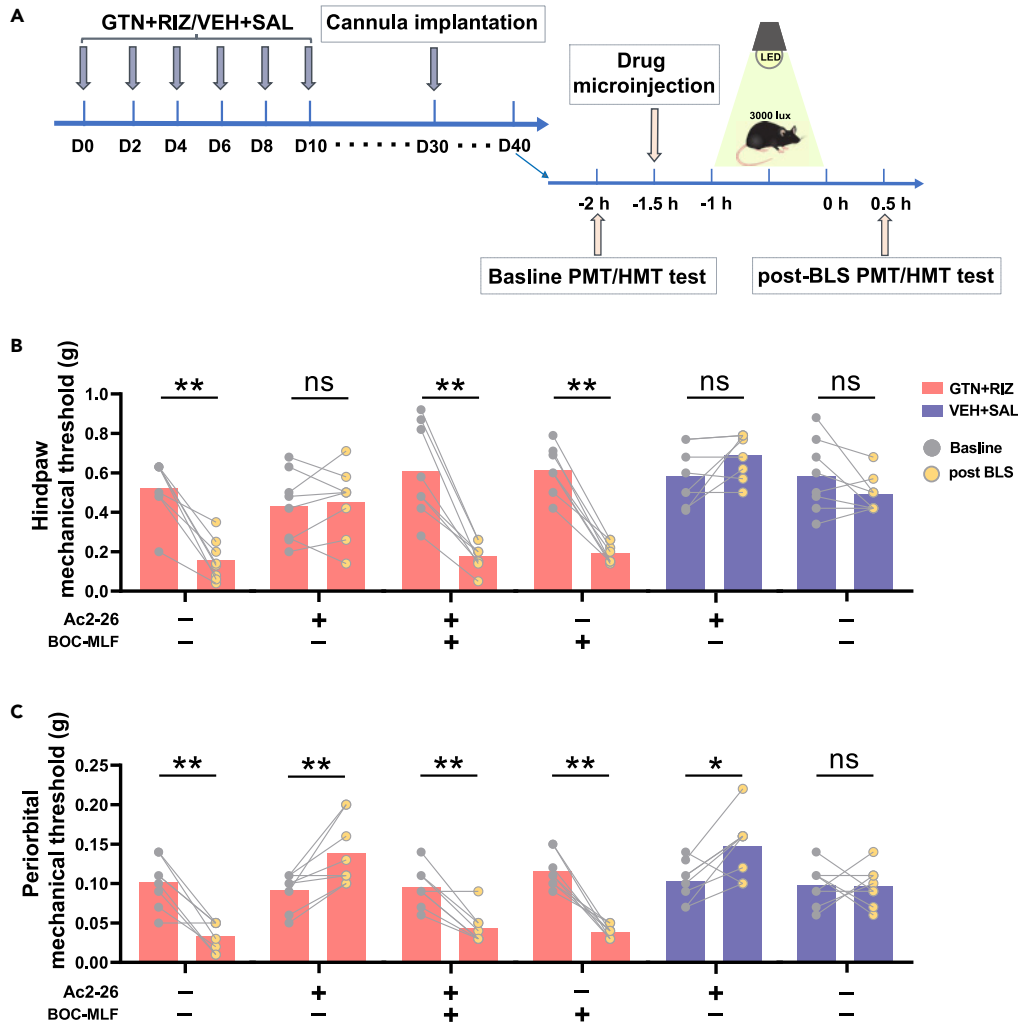 A
GTN+RIZ/VEH+SAL
Cannula implantation
D0 D2 D4 D6 D8 D10 D30 D40
Drug
microinjection
LED
3000 lux
-2 h -1.5 h -1 h 0 h 0.5 h
Basline PMT/HMT test
post-BLS PMT/HMT test
B
Hindpaw
mechanical threshold (g)
1.0
0.8
0.6
0.4
0.2
0.0
** ns ** ** ns ns
GTN+RIZ
VEH+SAL
Basline
post BLS
Ac2-26 − + + − + −
BOC-MLF − − + + − −
C
Periorbital
mechanical threshold (g)
0.25
0.20
0.15
0.10
0.05
0.00
** ** ** ** * ns
Ac2-26 − + + − + −
BOC-MLF − − + + − −